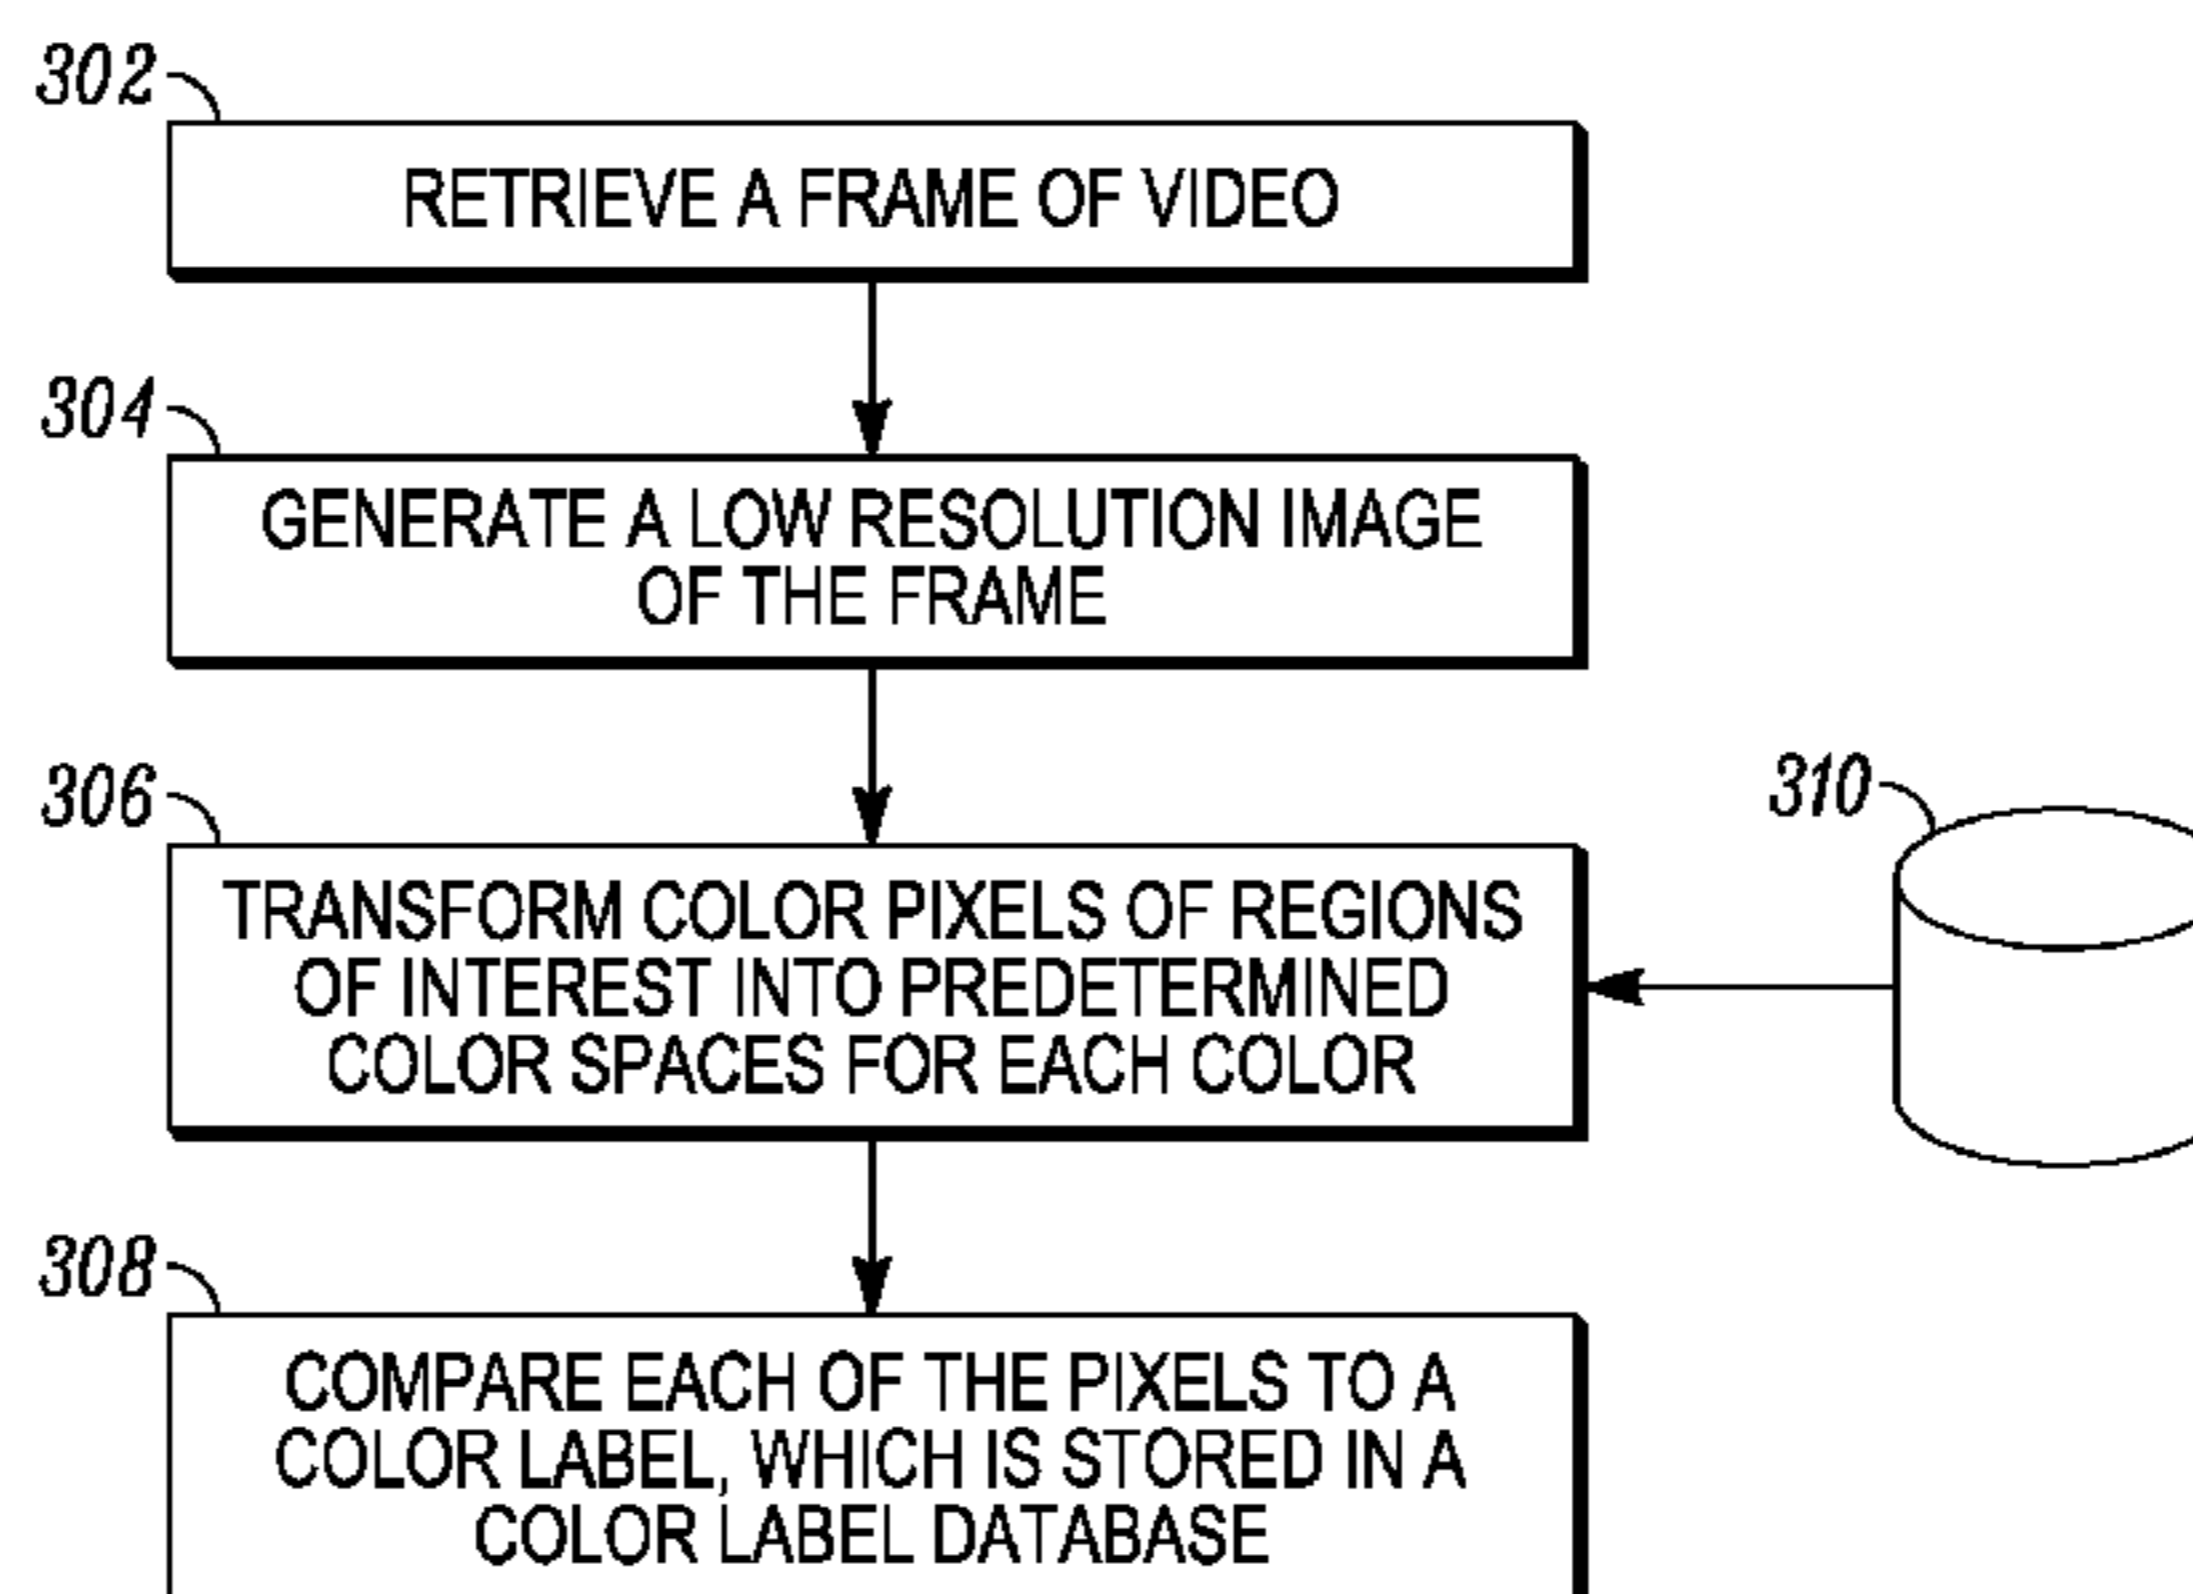 302
RETRIEVE A FRAME OF VIDEO
304
GENERATE A LOW RESOLUTION IMAGE
OF THE FRAME
306
310
TRANSFORM COLOR PIXELS OF REGIONS
OF INTEREST INTO PREDETERMINED
COLOR SPACES FOR EACH COLOR
308
COMPARE EACH OF THE PIXELS TO A
COLOR LABEL, WHICH IS STORED IN A
COLOR LABEL DATABASE